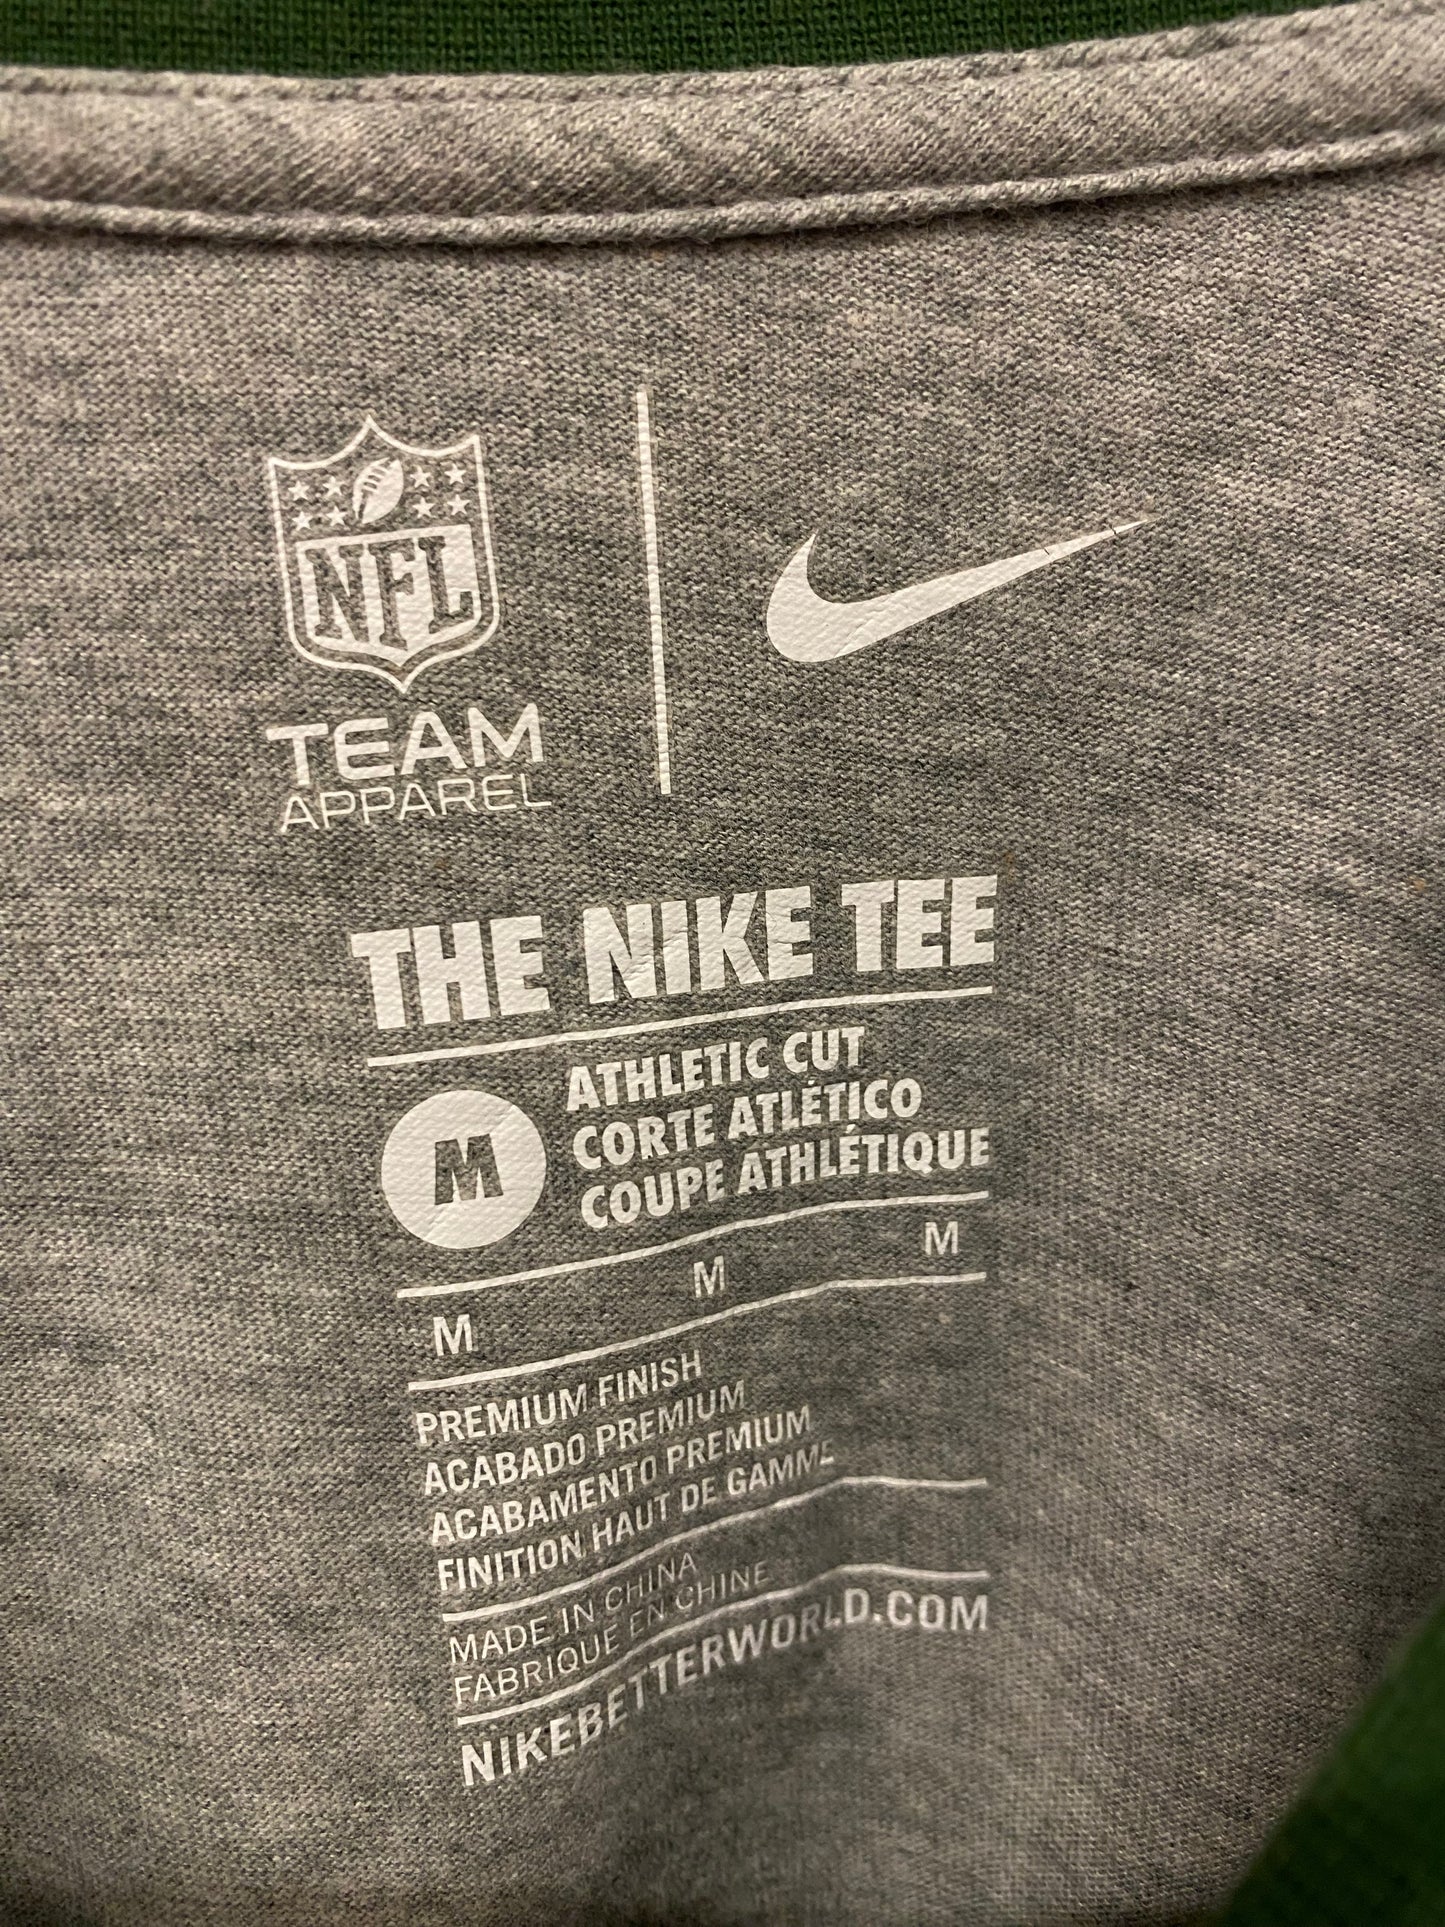 NFL
TEAM
APPAREL
THE NIKE TEE
M
ATHLETIC CUT
CORTE ATLÉTICO
COUPE ATHLÉTIQUE
M M M
PREMIUM FINISH
ACABADO PREMIUM
ACABAMENTO PREMIUM
FINITION HAUT DE GAMME
MADE IN CHINA
FABRIQUE EN CHINE
NIKEBETTERWORLD.COM